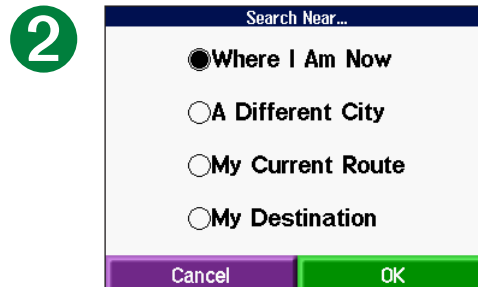 2
Search Near...
Where I Am Now
A Different City
My Current Route
My Destination
Cancel OK